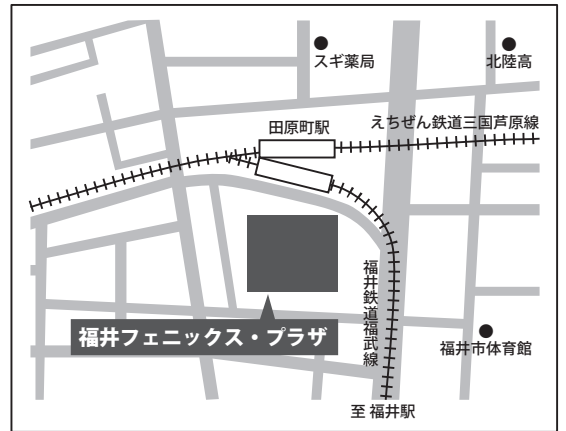 スギ薬局
北陸高
田原町駅
えちぜん鉄道三国芦原線
福井鉄道福武線
福井フェニックス・プラザ
福井市体育館
至 福井駅